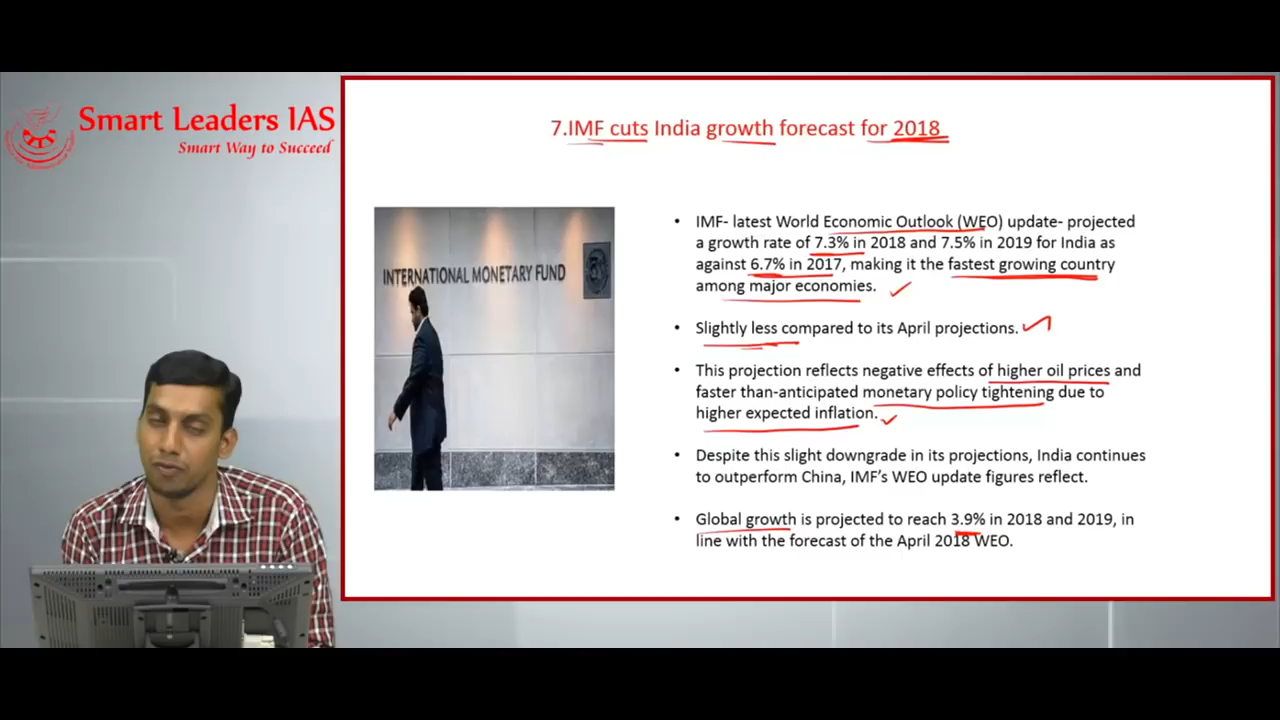 Smart Leaders IAS
Smart Way to Succeed
7.IMF cuts India growth forecast for 2018
INTERNATIONAL MONETARY FUND
• IMF- latest World Economic Outlook (WEO) update- projected
a growth rate of 7.3% in 2018 and 7.5% in 2019 for India as
against 6.7% in 2017, making it the fastest growing country
among major economies.
• Slightly less compared to its April projections.
• This projection reflects negative effects of higher oil prices and
faster than-anticipated monetary policy tightening due to
higher expected inflation.
• Despite this slight downgrade in its projections, India continues
to outperform China, IMF's WEO update figures reflect.
• Global growth is projected to reach 3.9% in 2018 and 2019, in
line with the forecast of the April 2018 WEO.